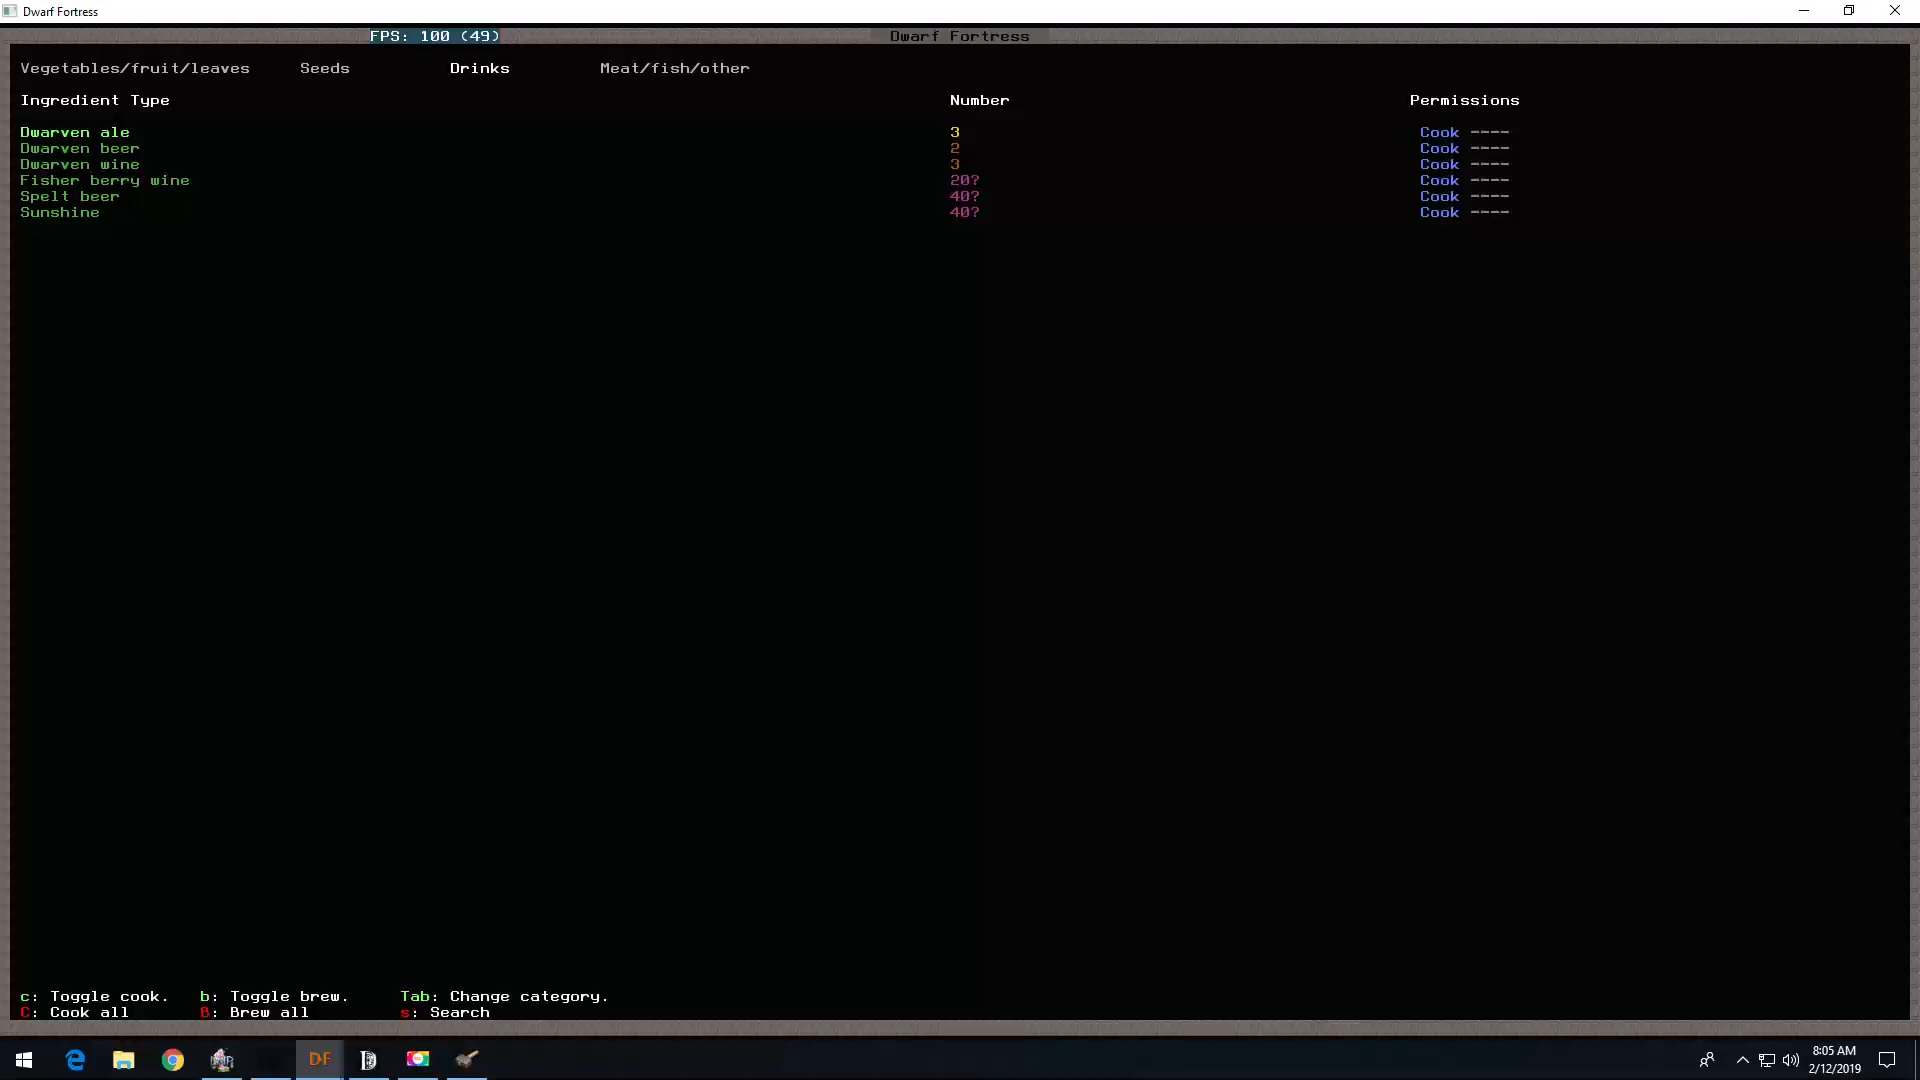 Dwarf Fortress
FPS: 100 (49) Dwarf Fortress
Vegetables/fruit/leaves Seeds Drinks Meat/fish/other
Ingredient Type Number Permissions
Dwarven ale 3 Cook ----
Dwarven beer 2 Cook ----
Dwarven wine 3 Cook ----
Fisher berry wine 20? Cook ----
Spelt beer 40? Cook ----
Sunshine 40? Cook ----
c: Toggle cook. b: Toggle brew. Tab: Change category.
C: Cook all B: Brew all s: Search
DF
8:05 AM
2/12/2019